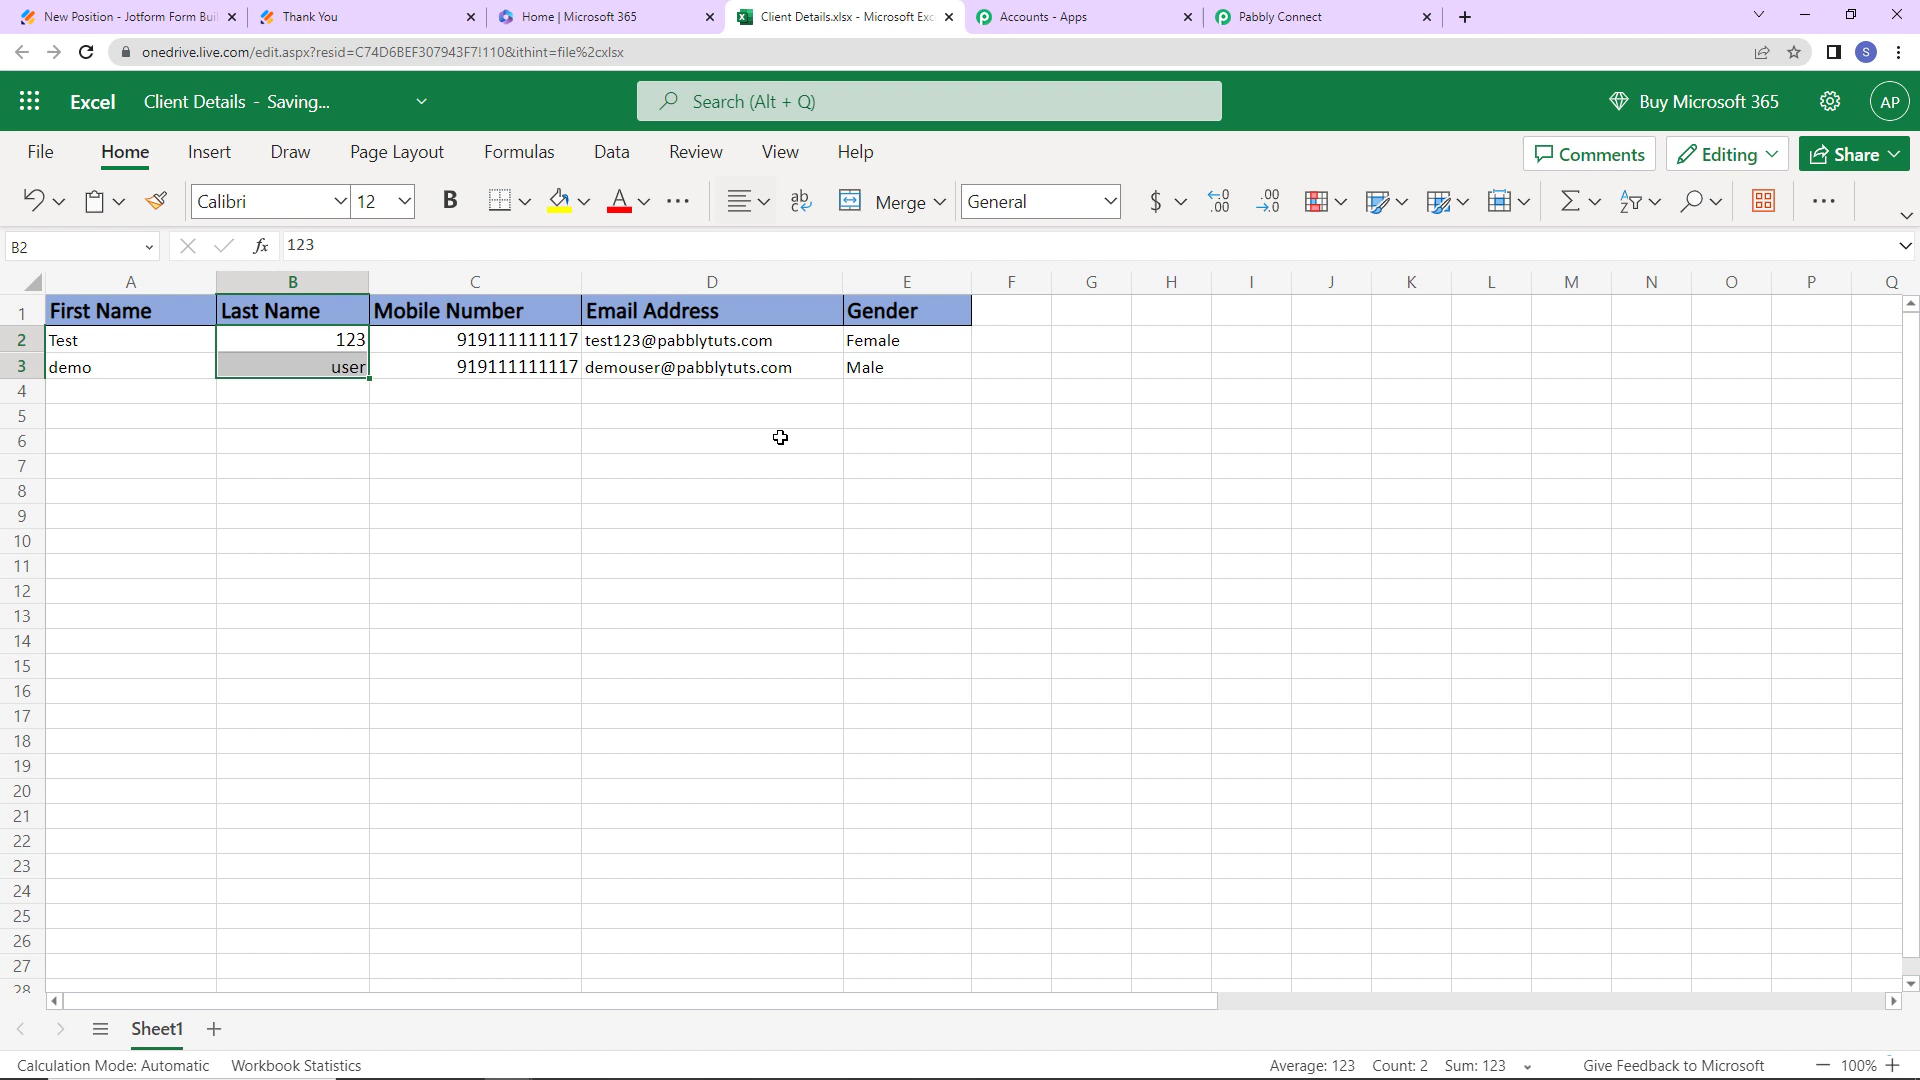 New Position - Jotform Form Buil
Thank You
Home | Microsoft 365
Client Details.xlsx - Microsoft Exc
Accounts - Apps
Pabbly Connect
onedrive.live.com/edit.aspx?resid=C74D6BEF307943F7!110&ithint=file%2cxlsx
S
Excel
Client Details - Saving...
Search (Alt + Q)
Buy Microsoft 365
AP
File Home Insert Draw Page Layout Formulas Data Review View Help
Comments
Editing
Share
Calibri 12 B A ab Merge General $
B2 fx 123
A B C D E F G H I J K L M N O P Q
1 First Name Last Name Mobile Number Email Address Gender
2 Test 123 919111111117 test123@pabblytuts.com Female
3 demo user 919111111117 demouser@pabblytuts.com Male
4
5
6
7
8
9
10
11
12
13
14
15
16
17
18
19
20
21
22
23
24
25
26
27
28
Sheet1
Calculation Mode: Automatic Workbook Statistics Average: 123 Count: 2 Sum: 123 Give Feedback to Microsoft 100%